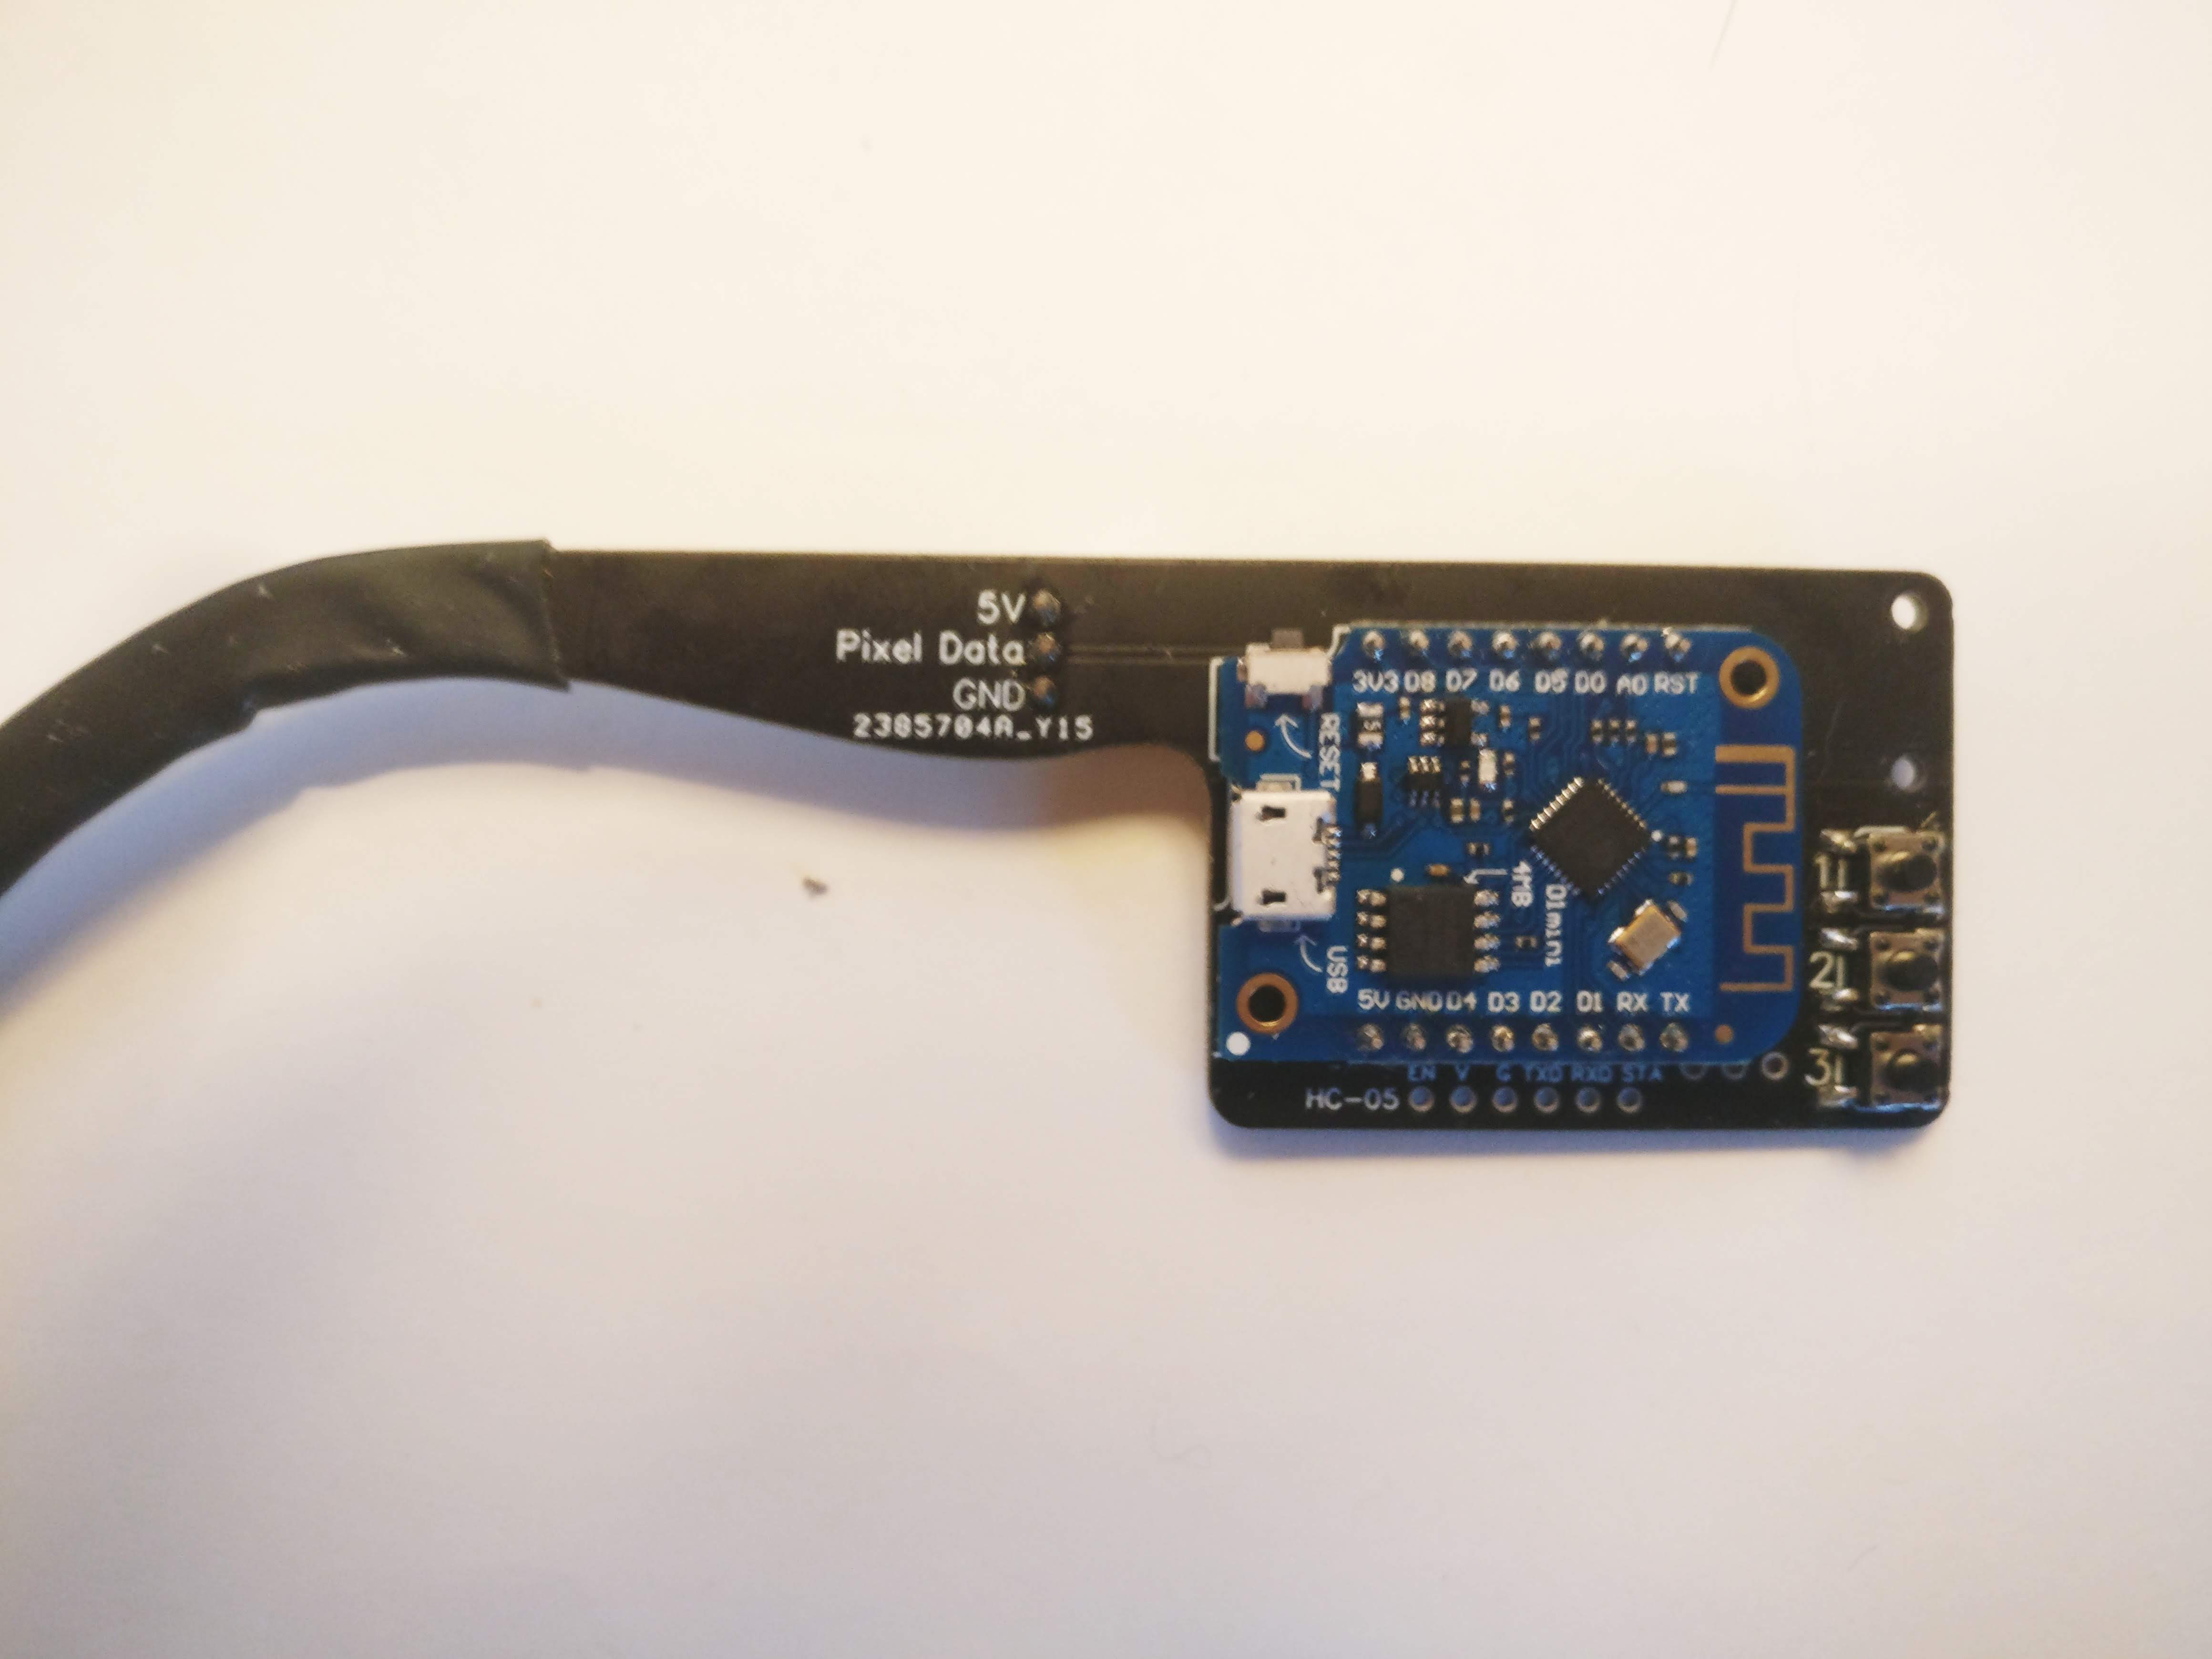 5V
Pixel Data
GND
2305704A_Y15
3V3 D8 D7 D6 D5 D0 A0 RST
RESET
4MB
D1mini
USB
5V GND D4 D3 D2 D1 RX TX
EN V G TXD RXD STA
HC-05
1
2
3